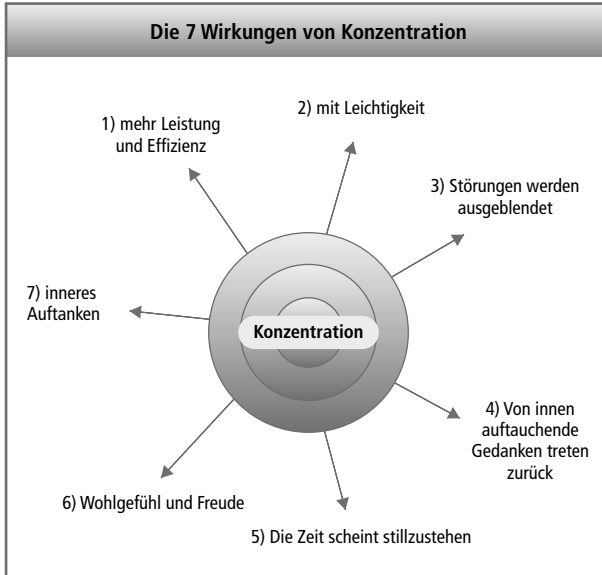 Die 7 Wirkungen von Konzentration
1) mehr Leistung
und Effizienz
2) mit Leichtigkeit
3) Störungen werden
ausgeblendet
4) Von innen
auftauchende
Gedanken treten
zurück
5) Die Zeit scheint stillzustehen
6) Wohlgefühl und Freude
7) inneres
Auftanken
Konzentration